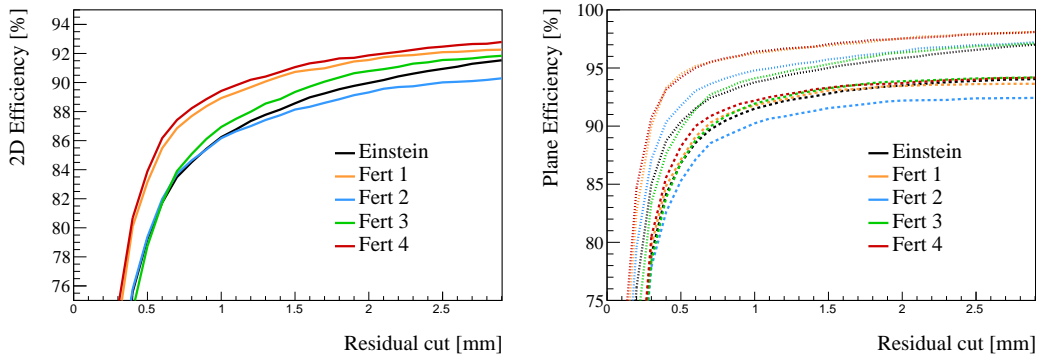 2D Efficiency [%]
94
92
90
88
86
84
82
80
78
76
0
0.5
1
1.5
2
2.5
Residual cut [mm]
Einstein
Fert 1
Fert 2
Fert 3
Fert 4
Plane Efficiency [%]
100
95
90
85
80
75
0
0.5
1
1.5
2
2.5
Residual cut [mm]
Einstein
Fert 1
Fert 2
Fert 3
Fert 4